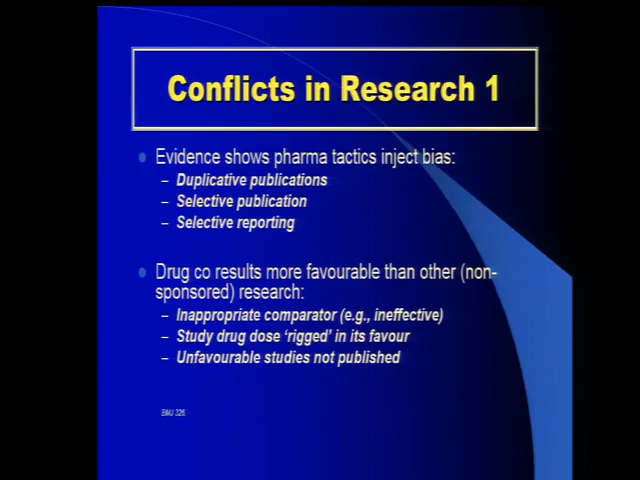 Conflicts in Research 1
Evidence shows pharma tactics inject bias:
– Duplicative publications
– Selective publication
– Selective reporting
Drug co results more favourable than other (non-
sponsored) research:
– Inappropriate comparator (e.g., ineffective)
– Study drug dose ‘rigged’ in its favour
– Unfavourable studies not published
BMJ 326.